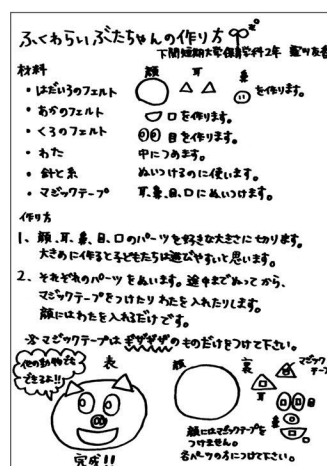 ふくわらいぶたちゃんの作り方
下関短期大学保育学科2年
材料 顔 耳 鼻
・はだいろのフェルト を作ります。
・あかのフェルト 口を作ります。
・くろのフェルト 目を作ります。
・わた 中につめます。
・針と糸 ぬいつけるのに使います。
・マジックテープ 耳、鼻、目、口にぬいつけます。
作り方
1、顔、耳、鼻、目、口のパーツを好きな大きさに切ります。
大きめに作ると子どもたちは遊びやすいと思います。
2、それぞれのパーツをぬいます。途中までぬってから、
マジックテープをつけたりわたを入れたりします。
顔にはわたを入れるだけです。
※マジックテープはギザギザのものだけをつけて下さい。
他の動物でもできるよ!!
表
完成!!
顔
顔にはマジックテープを
つけません。
裏
マジックテープ
耳
目
鼻
口
各パーツのうらにつけて下さい。